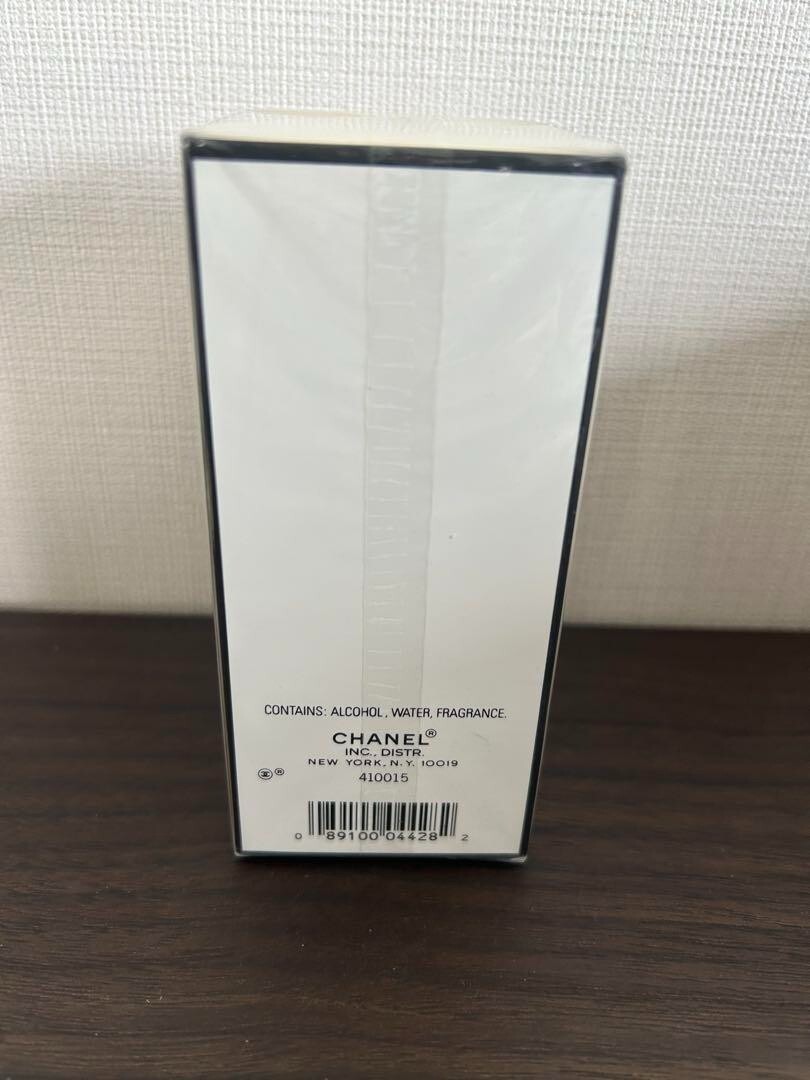 CONTAINS: ALCOHOL, WATER, FRAGRANCE.
CHANEL®
INC., DISTR.
NEW YORK, N.Y. 10019
®
410015
0 89100 04428 2